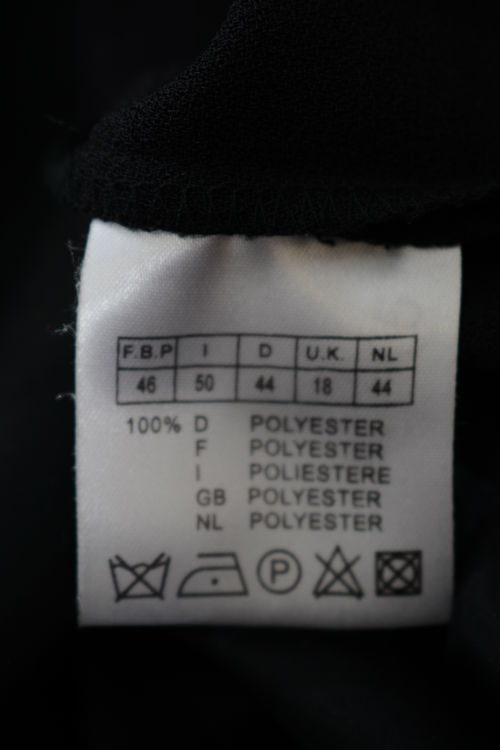 F.B.P I D U.K. NL
46 50 44 18 44
100% D POLYESTER
F POLYESTER
I POLIESTERE
GB POLYESTER
NL POLYESTER
P